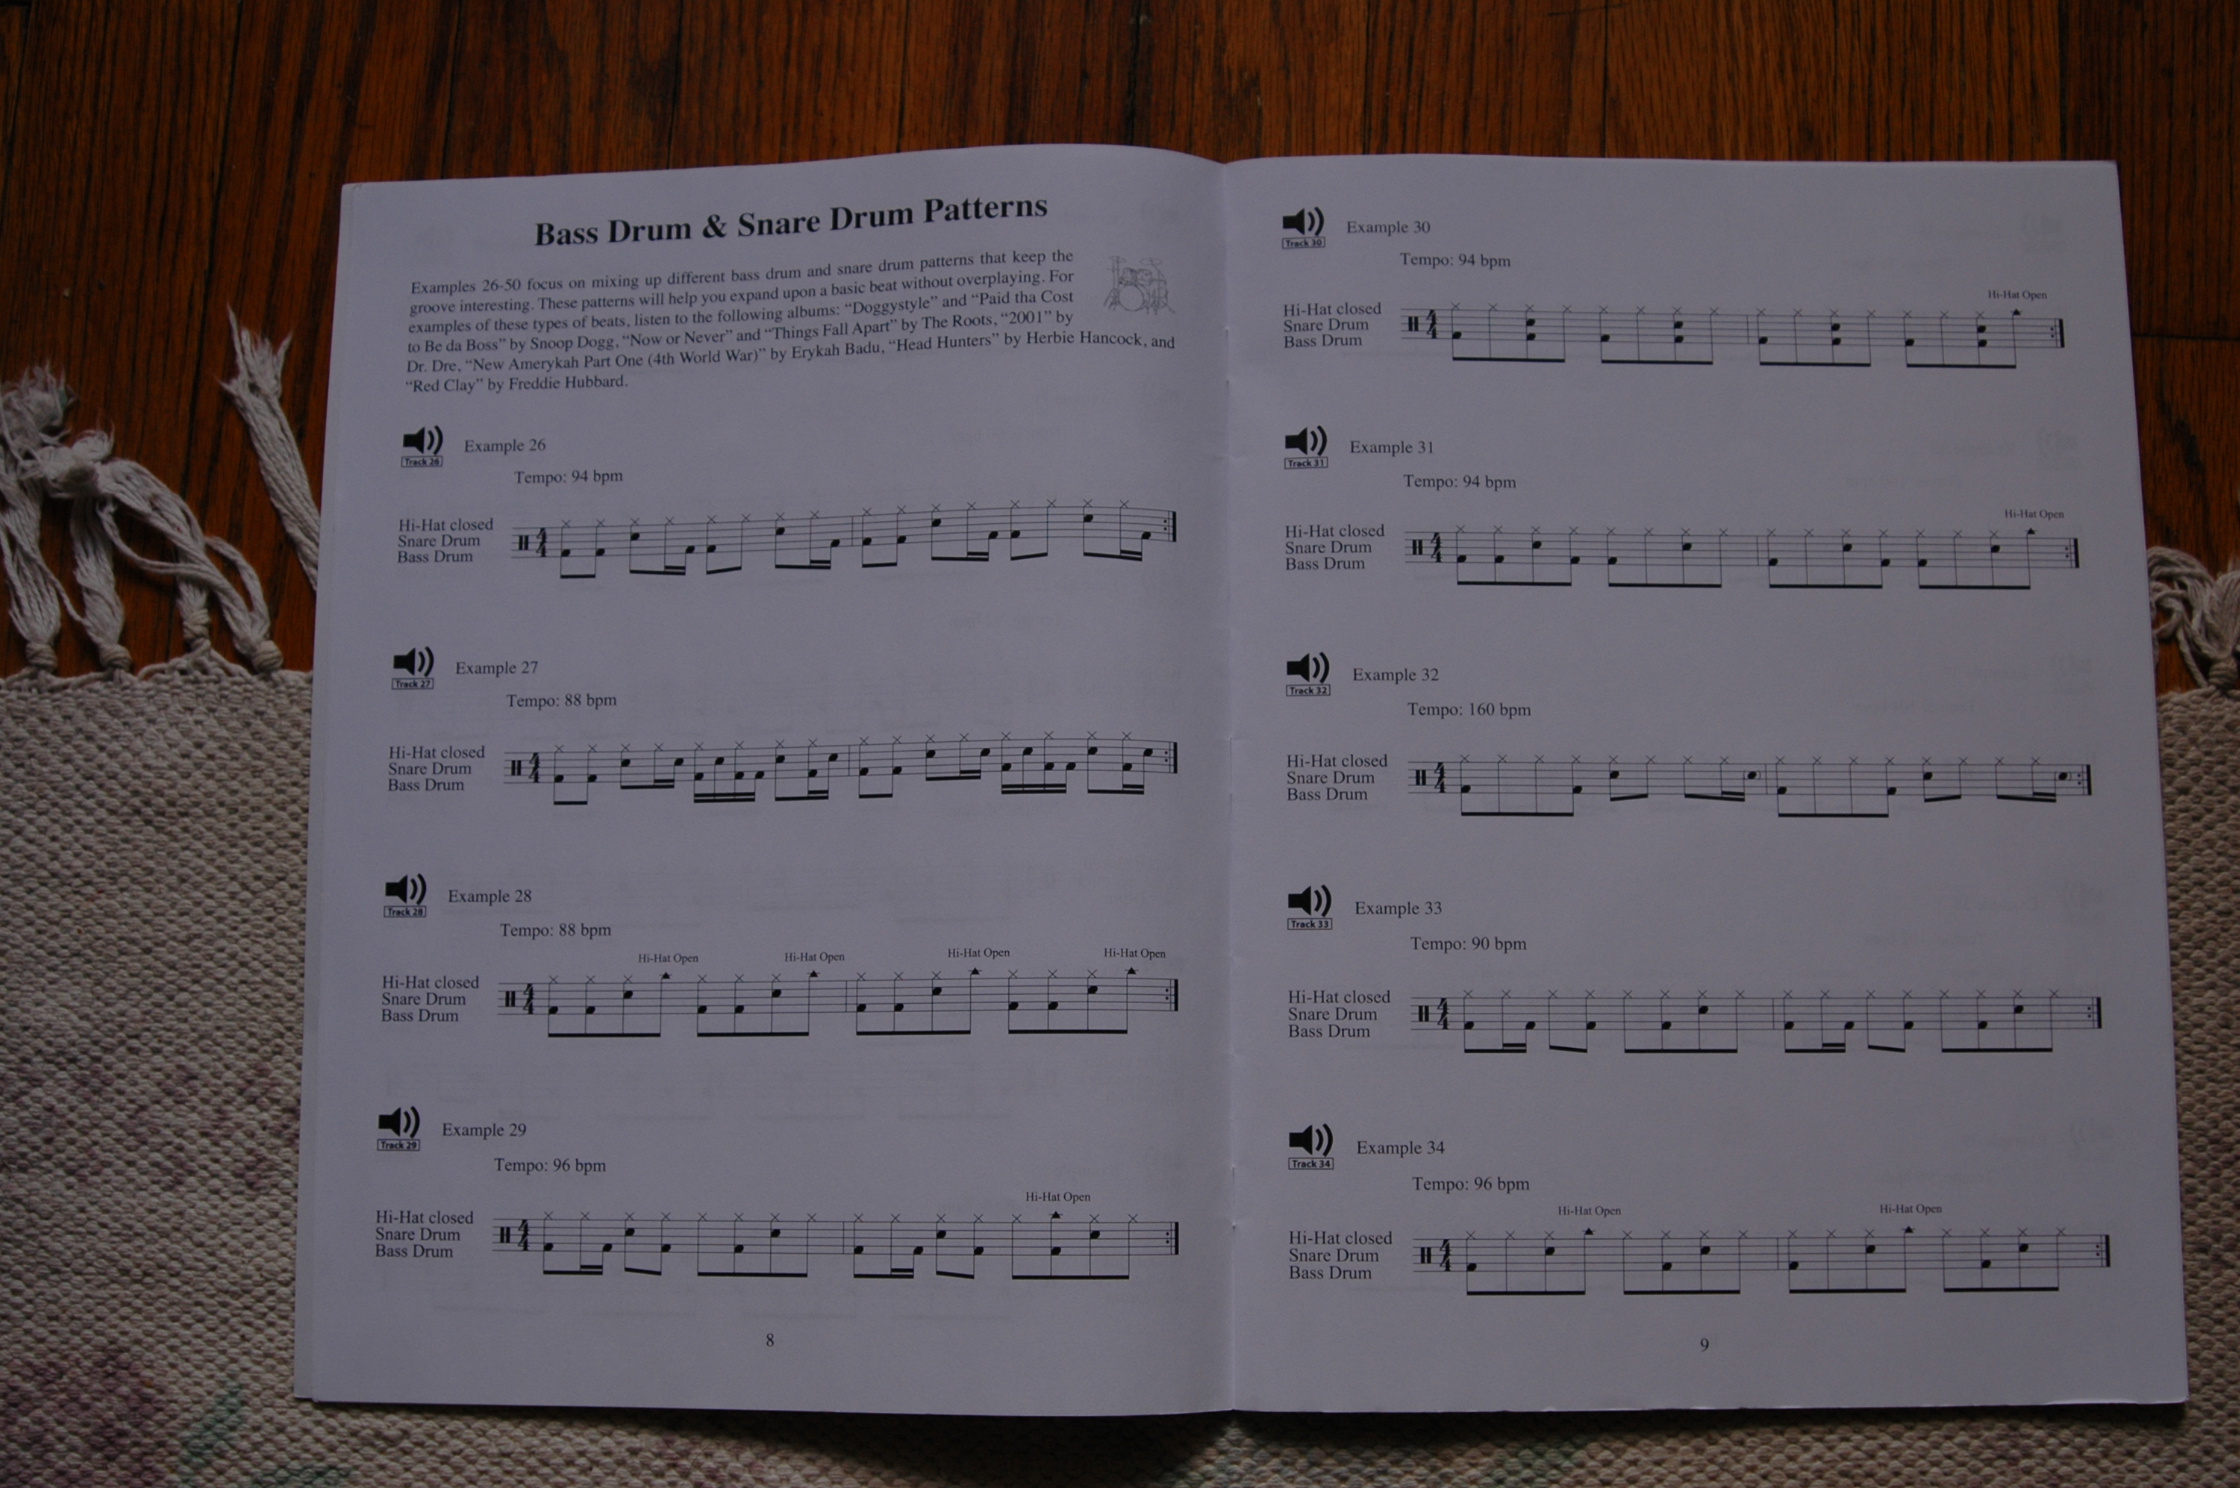 Bass Drum & Snare Drum Patterns
Examples 26-50 focus on mixing up different bass drum and snare drum patterns that keep the
groove interesting. These patterns will help you expand upon a basic beat without overplaying. For
examples of these types of beats, listen to the following albums: “Doggystyle” and “Paid tha Cost
to Be da Boss” by Snoop Dogg, “Now or Never” and “Things Fall Apart” by The Roots, “2001” by
Dr. Dre, “New Amerykah Part One (4th World War)” by Erykah Badu, “Head Hunters” by Herbie Hancock, and
“Red Clay” by Freddie Hubbard.
Track 26
Example 26
Tempo: 94 bpm
Hi-Hat closed
Snare Drum
Bass Drum
4
4
Track 27
Example 27
Tempo: 88 bpm
Hi-Hat closed
Snare Drum
Bass Drum
4
4
Track 28
Example 28
Tempo: 88 bpm
Hi-Hat Open Hi-Hat Open Hi-Hat Open Hi-Hat Open
Hi-Hat closed
Snare Drum
Bass Drum
4
4
Track 29
Example 29
Tempo: 96 bpm
Hi-Hat Open
Hi-Hat closed
Snare Drum
Bass Drum
4
4
8
Track 30
Example 30
Tempo: 94 bpm
Hi-Hat Open
Hi-Hat closed
Snare Drum
Bass Drum
4
4
Track 31
Example 31
Tempo: 94 bpm
Hi-Hat Open
Hi-Hat closed
Snare Drum
Bass Drum
4
4
Track 32
Example 32
Tempo: 160 bpm
Hi-Hat closed
Snare Drum
Bass Drum
4
4
Track 33
Example 33
Tempo: 90 bpm
Hi-Hat closed
Snare Drum
Bass Drum
4
4
Track 34
Example 34
Tempo: 96 bpm
Hi-Hat Open Hi-Hat Open
Hi-Hat closed
Snare Drum
Bass Drum
4
4
9